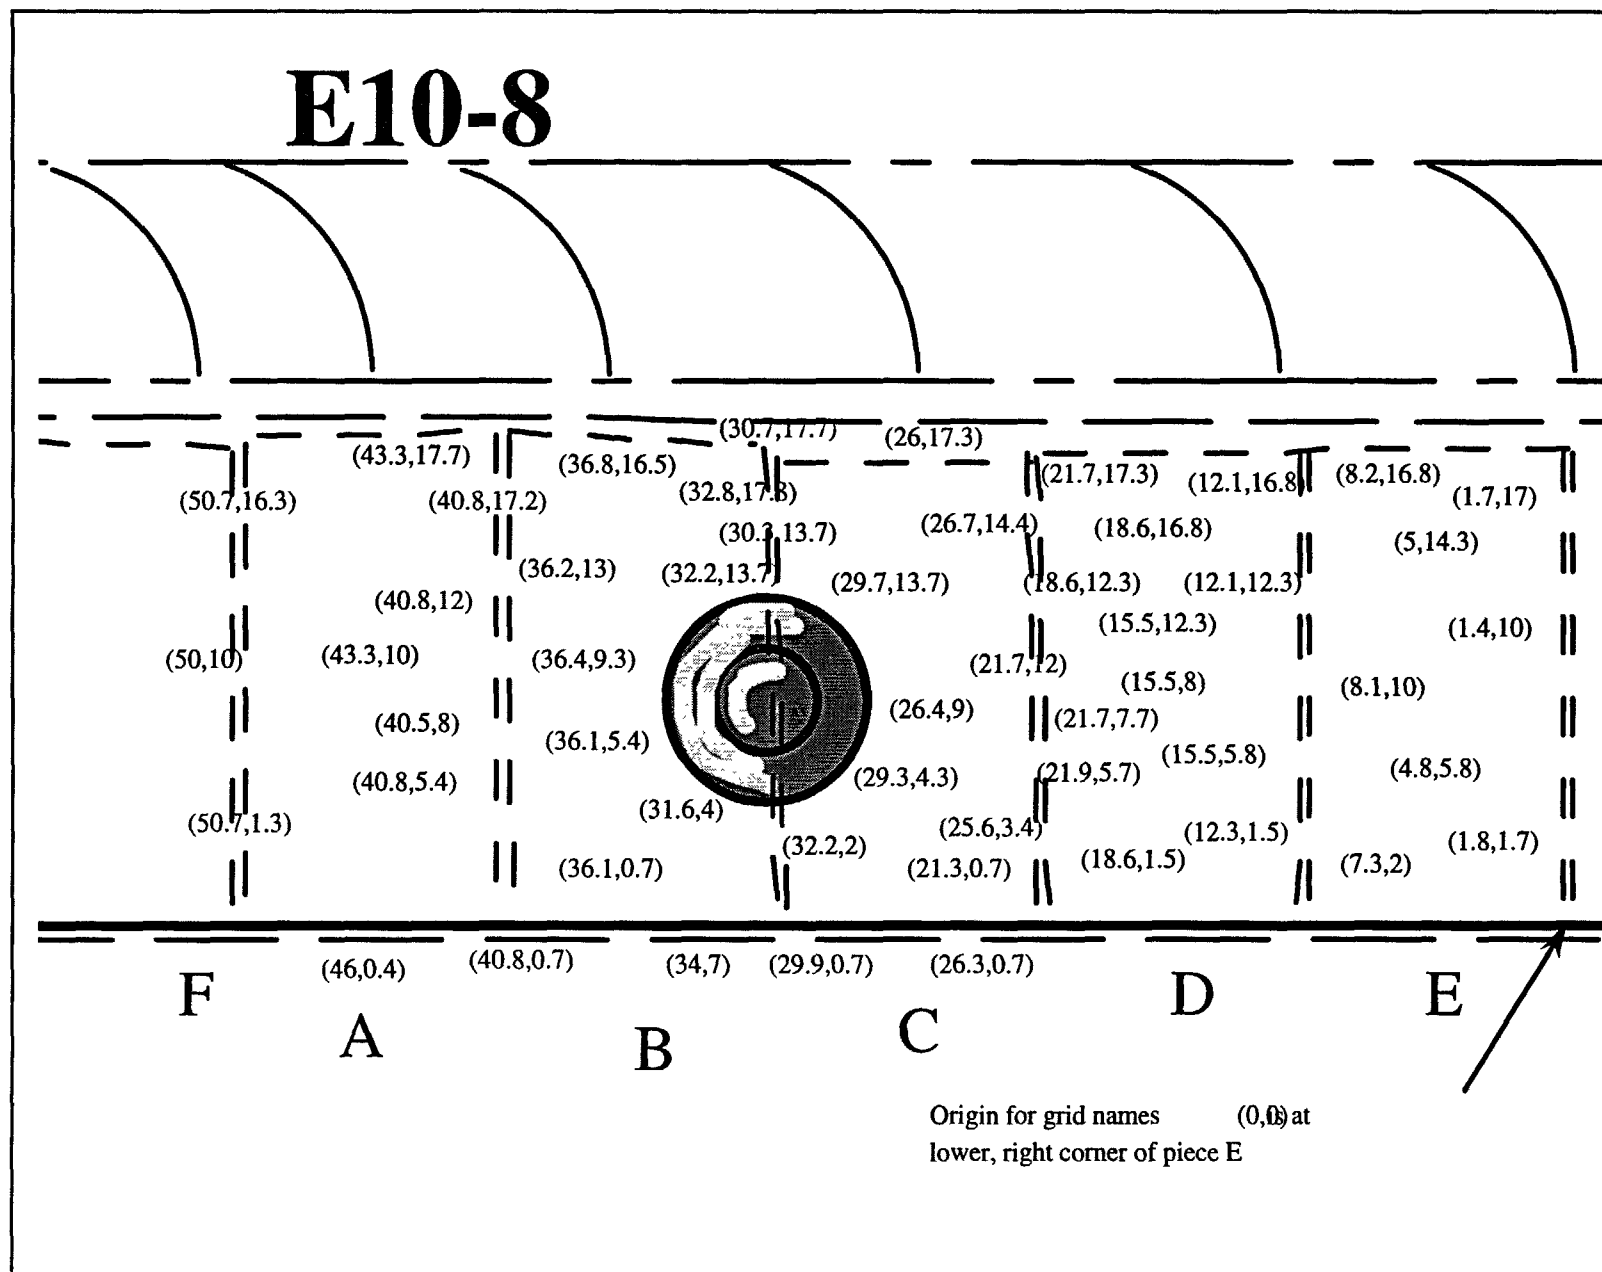 E10-8
(30.7,17.7) (26,17.3)
(43.3,17.7) (36.8,16.5) (21.7,17.3) (12.1,16.8) (8.2,16.8)
(50.7,16.3) (40.8,17.2) (32.8,17.8) (1.7,17)
(30.3,13.7) (26.7,14.4) (18.6,16.8) (5,14.3)
(36.2,13) (32.2,13.7) (29.7,13.7) (18.6,12.3) (12.1,12.3)
(40.8,12) (15.5,12.3) (1.4,10)
(50,10) (43.3,10) (36.4,9.3) (21.7,12)
(15.5,8) (8.1,10)
(40.5,8) (36.1,5.4) (26.4,9) (21.7,7.7)
(40.8,5.4) (29.3,4.3) (21.9,5.7) (15.5,5.8) (4.8,5.8)
(50.7,1.3) (31.6,4) (25.6,3.4) (12.3,1.5) (1.8,1.7)
(32.2,2)
(36.1,0.7) (21.3,0.7) (18.6,1.5) (7.3,2)
(46,0.4) (40.8,0.7) (34,7) (29.9,0.7) (26.3,0.7)
F A B C D E
Origin for grid names (0,0) is at
lower, right corner of piece E